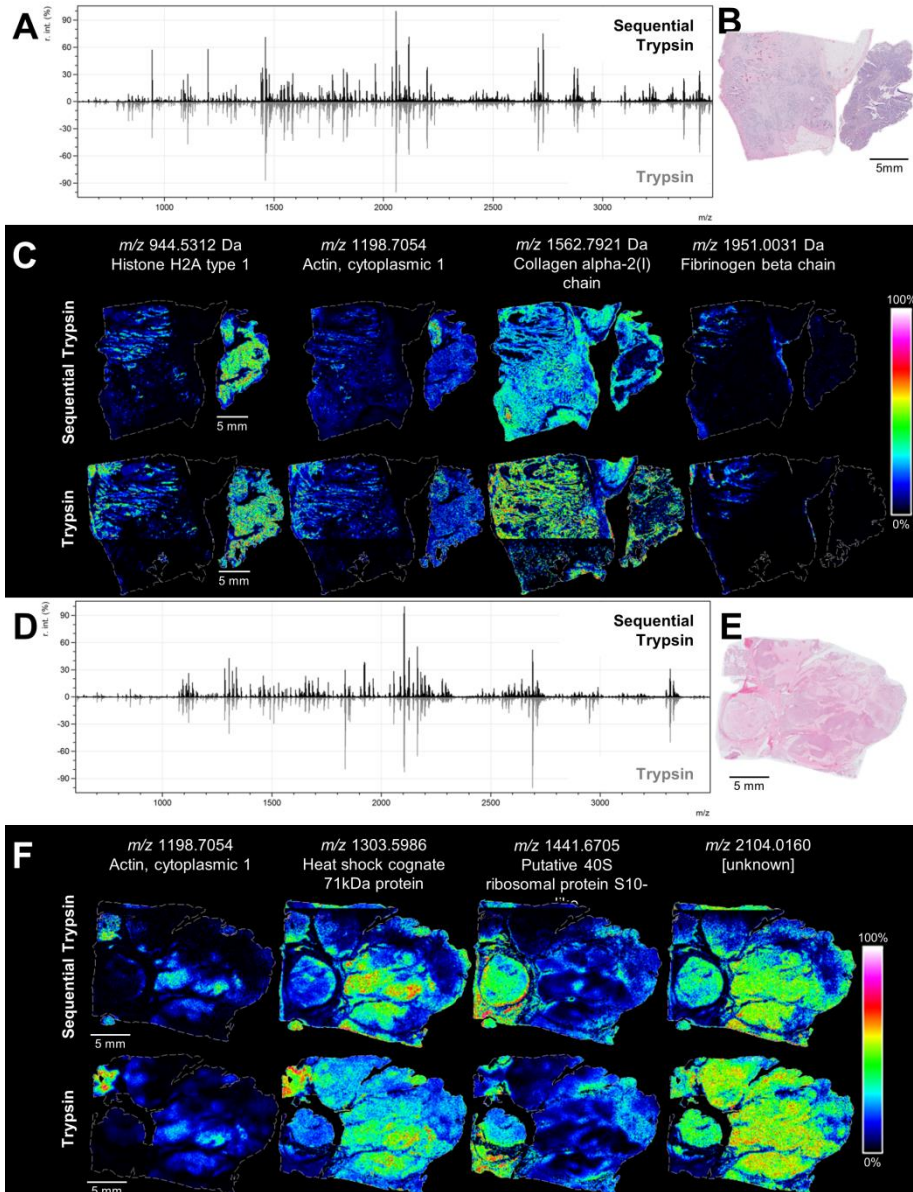 A
r. int. (%)
Sequential
Trypsin
90
60
30
0
-30
-60
-90
Trypsin
1000
1500
2000
2500
3000
m/z
B
5mm
C
m/z 944.5312 Da
Histone H2A type 1
m/z 1198.7054
Actin, cytoplasmic 1
m/z 1562.7921 Da
Collagen alpha-2(I)
chain
m/z 1951.0031 Da
Fibrinogen beta chain
Sequential Trypsin
5 mm
100%
0%
Trypsin
5 mm
D
r. int. (%)
Sequential
Trypsin
90
60
30
0
-30
-60
-90
Trypsin
1000
1500
2000
2500
3000
m/z
E
5 mm
F
m/z 1198.7054
Actin, cytoplasmic 1
m/z 1303.5986
Heat shock cognate
71kDa protein
m/z 1441.6705
Putative 40S
ribosomal protein S10-
like
m/z 2104.0160
[unknown]
Sequential Trypsin
5 mm
100%
0%
Trypsin
5 mm